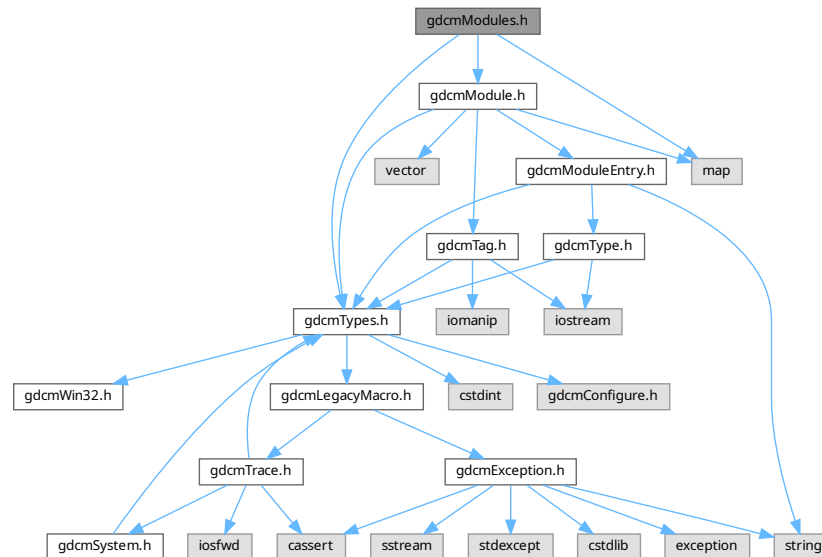 gdcmModules.h
gdcmModule.h
vector
gdcmModuleEntry.h
map
gdcmTag.h
gdcmType.h
gdcmTypes.h
iomanip
iostream
gdcmWin32.h
gdcmLegacyMacro.h
cstdint
gdcmConfigure.h
gdcmTrace.h
gdcmException.h
gdcmSystem.h
iosfwd
cassert
sstream
stdexcept
cstdlib
exception
string